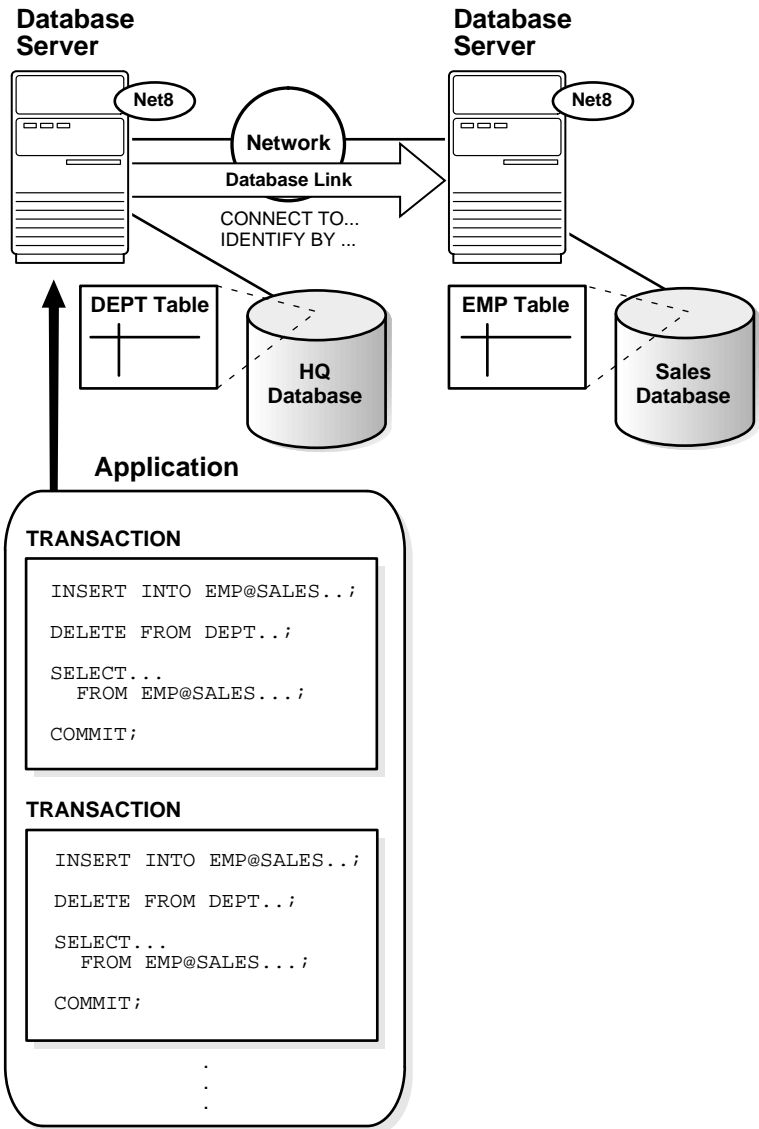 Database
Server
Database
Server
Net8
Net8
Network
Database Link
CONNECT TO...
IDENTIFY BY ...
DEPT Table
HQ
Database
EMP Table
Sales
Database
Application
TRANSACTION
INSERT INTO EMP@SALES..;
DELETE FROM DEPT..;
SELECT...
FROM EMP@SALES...;
COMMIT;
TRANSACTION
INSERT INTO EMP@SALES..;
DELETE FROM DEPT..;
SELECT...
FROM EMP@SALES...;
COMMIT;
.
.
.